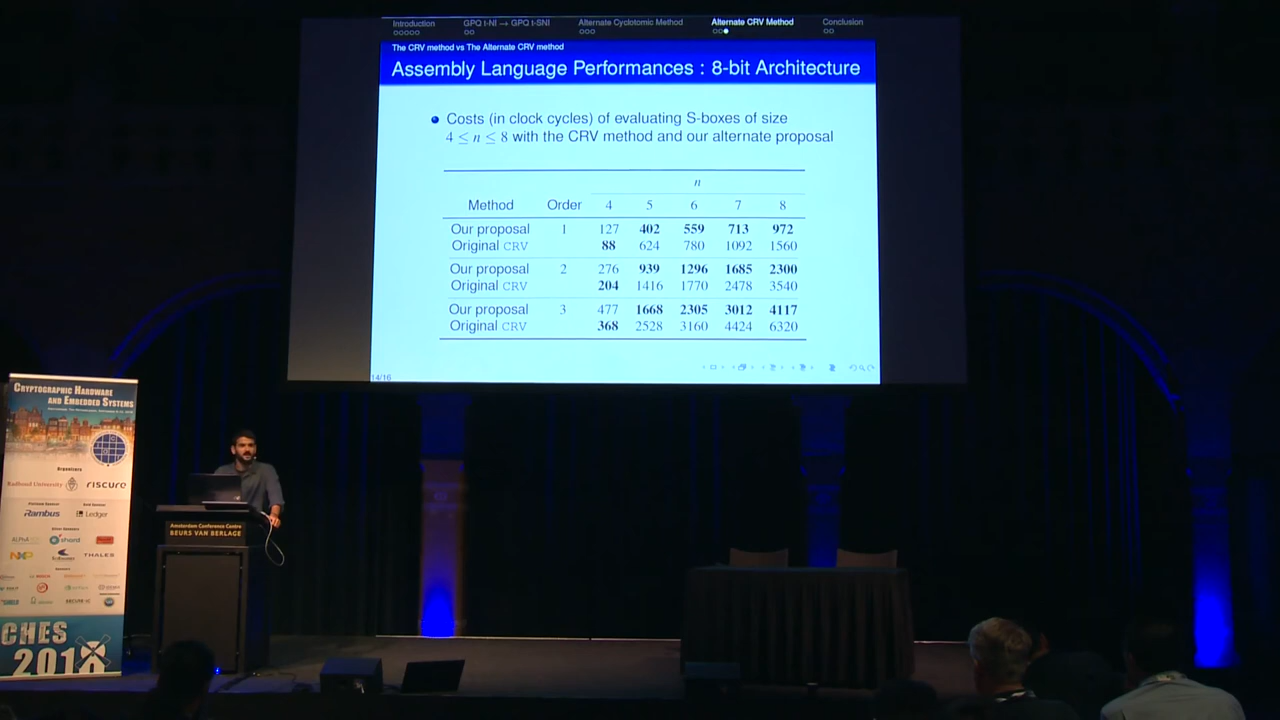 Introduction GPQ t-NI → GPQ t-SNI Alternate Cyclotomic Method Alternate CRV Method Conclusion
The CRV method vs The Alternate CRV method
Assembly Language Performances : 8-bit Architecture
Costs (in clock cycles) of evaluating S-boxes of size
4 ≤ n ≤ 8 with the CRV method and our alternate proposal
n
Method Order 4 5 6 7 8
Our proposal 1 127 402 559 713 972
Original CRV 88 624 780 1092 1560
Our proposal 2 276 939 1296 1685 2300
Original CRV 204 1416 1770 2478 3540
Our proposal 3 477 1668 2305 3012 4117
Original CRV 368 2528 3160 4424 6320
14/16
Cryptographic Hardware
and Embedded Systems
Organizers
Radboud University riscure
Rambus Ledger
shard
NXP THALES
CHES
2018
Amsterdam Conference Centre
BEURS VAN BERLAGE